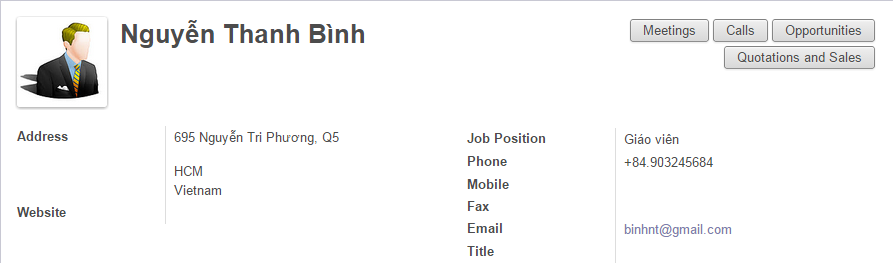 Nguyễn Thanh Bình
Meetings Calls Opportunities
Quotations and Sales
Address 695 Nguyễn Tri Phương, Q5
HCM
Vietnam
Website
Job Position Giáo viên
Phone +84.903245684
Mobile
Fax
Email binhnt@gmail.com
Title